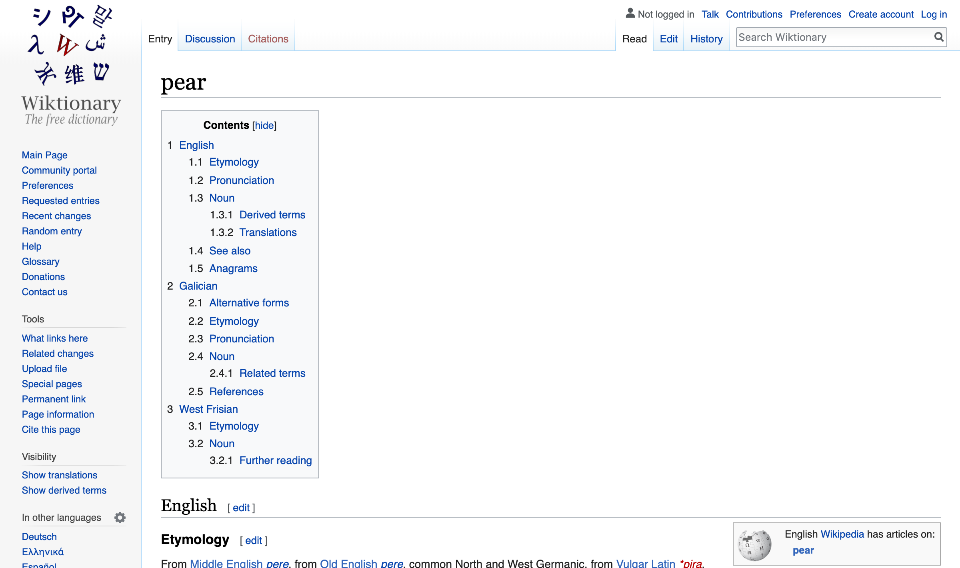 シ
Wiktionary
The free dictionary
Main Page
Community portal
Preferences
Requested entries
Recent changes
Random entry
Help
Glossary
Donations
Contact us
Tools
What links here
Related changes
Upload file
Special pages
Permanent link
Page information
Cite this page
Visibility
Show translations
Show derived terms
In other languages
Deutsch
Ελληνικά
Español
Not logged in Talk Contributions Preferences Create account Log in
Entry Discussion Citations
Read Edit History
Search Wiktionary
pear
Contents [hide]
1 English
1.1 Etymology
1.2 Pronunciation
1.3 Noun
1.3.1 Derived terms
1.3.2 Translations
1.4 See also
1.5 Anagrams
2 Galician
2.1 Alternative forms
2.2 Etymology
2.3 Pronunciation
2.4 Noun
2.4.1 Related terms
2.5 References
3 West Frisian
3.1 Etymology
3.2 Noun
3.2.1 Further reading
English [ edit ]
Etymology [ edit ]
English Wikipedia has articles on:
pear
From Middle English pere, from Old English pere, common North and West Germanic, from Vulgar Latin *pira,